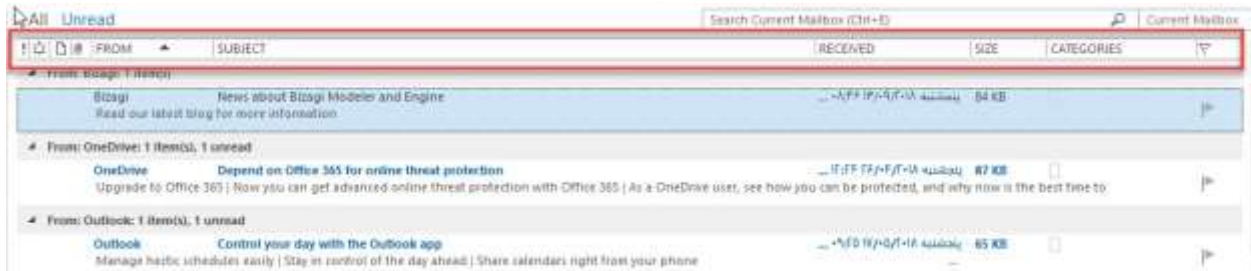 All Unread Search Current Mailbox (Ctrl+E) Current Mailbox
! FROM SUBJECT RECEIVED SIZE CATEGORIES
From: Bizagi: 1 item(s)
Bizagi News about Bizagi Modeler and Engine پنجشنبه 84 KB
Read our latest blog for more information
From: OneDrive: 1 item(s), 1 unread
OneDrive Depend on Office 365 for online threat protection پنجشنبه 87 KB
Upgrade to Office 365 | Now you can get advanced online threat protection with Office 365 | As a OneDrive user, see how you can be protected, and why now is the best time to
From: Outlook: 1 item(s), 1 unread
Outlook Control your day with the Outlook app پنجشنبه 65 KB
Manage hectic schedules easily | Stay in control of the day ahead | Share calendars right from your phone